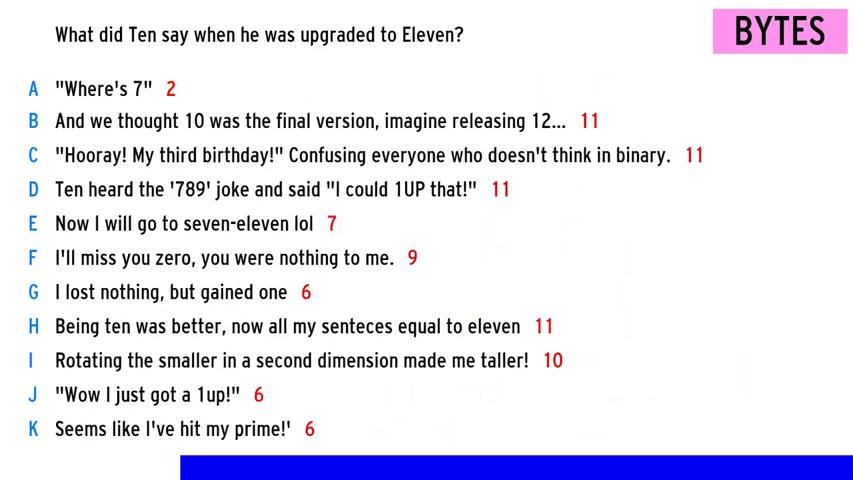 What did Ten say when he was upgraded to Eleven?
BYTES
A "Where's 7" 2
B And we thought 10 was the final version, imagine releasing 12... 11
C "Hooray! My third birthday!" Confusing everyone who doesn't think in binary. 11
D Ten heard the '789' joke and said "I could 1UP that!" 11
E Now I will go to seven-eleven lol 7
F I'll miss you zero, you were nothing to me. 9
G I lost nothing, but gained one 6
H Being ten was better, now all my senteces equal to eleven 11
I Rotating the smaller in a second dimension made me taller! 10
J "Wow I just got a 1up!" 6
K Seems like I've hit my prime!' 6